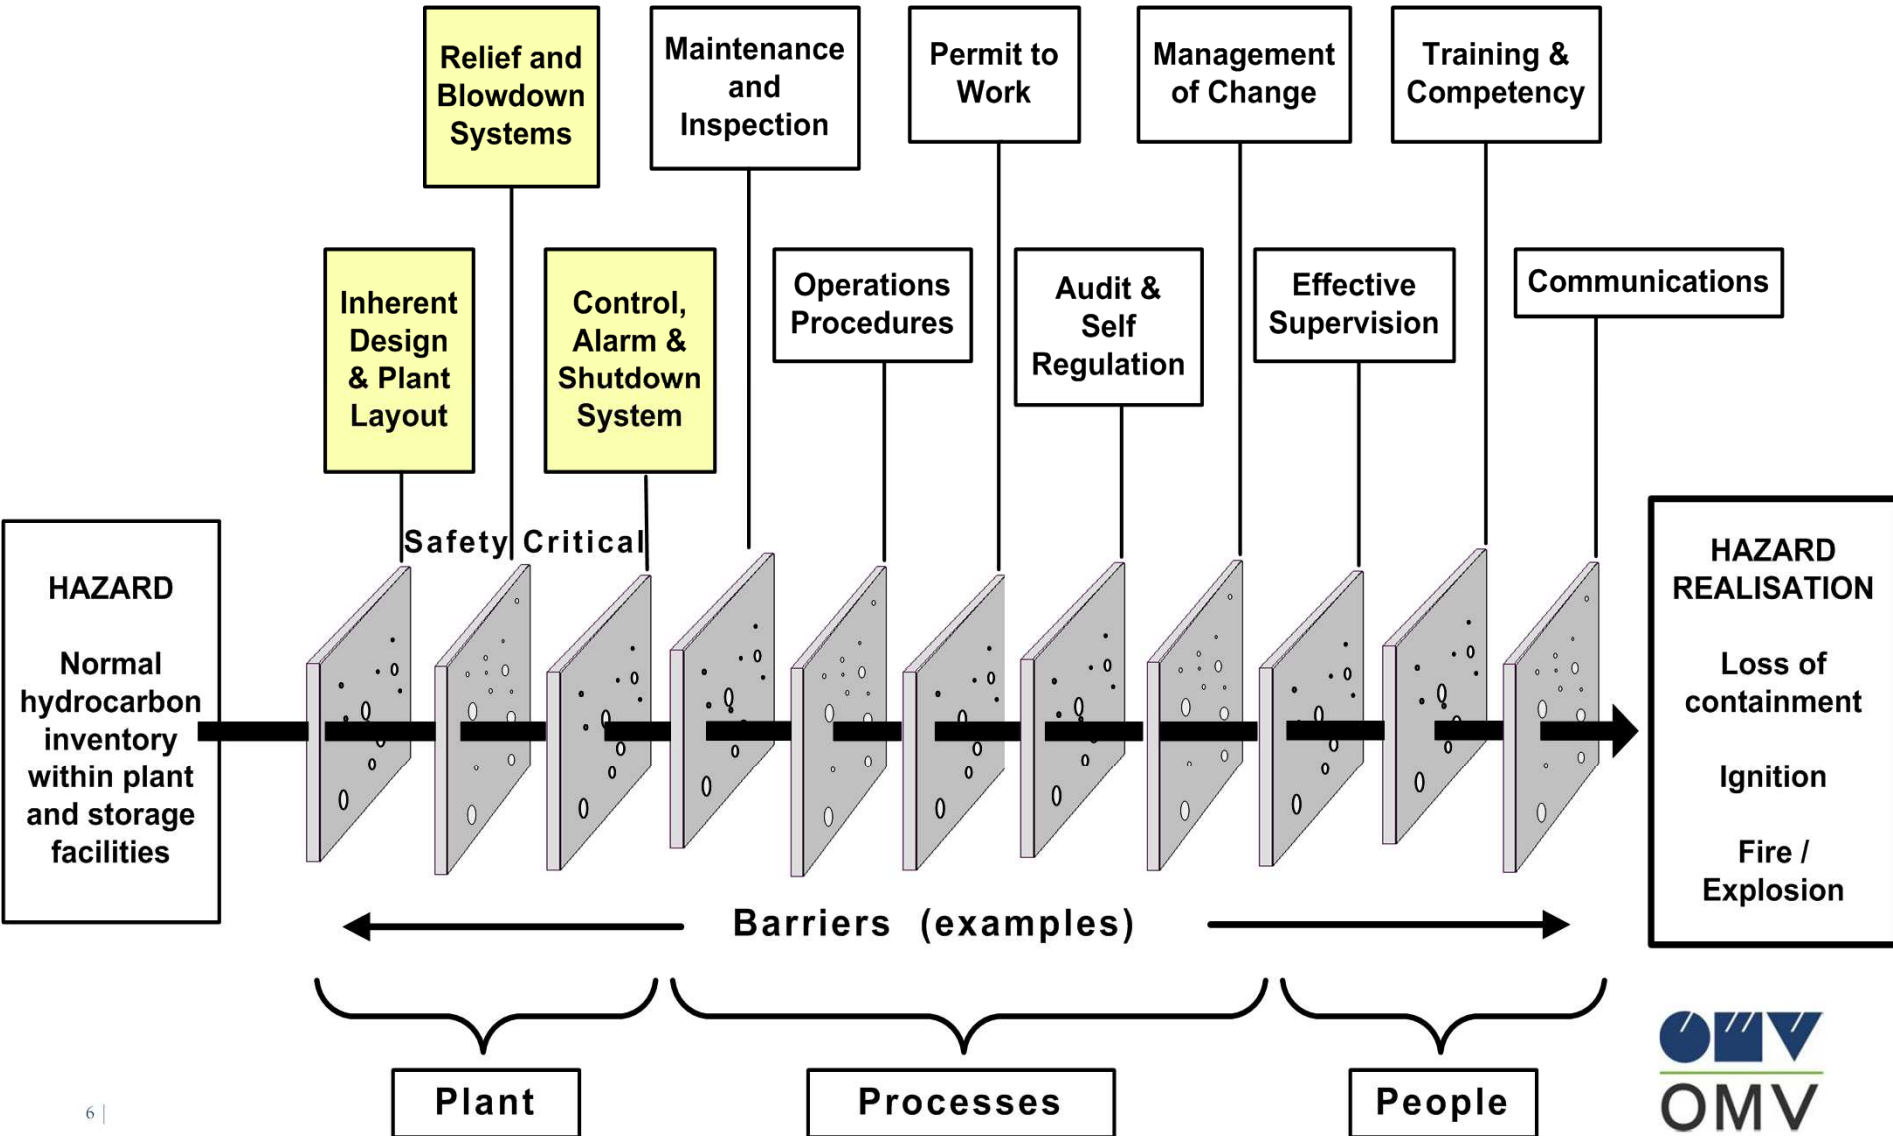 Relief and
Blowdown
Systems
Maintenance
and
Inspection
Permit to
Work
Management
of Change
Training &
Competency
Inherent
Design
& Plant
Layout
Control,
Alarm &
Shutdown
System
Operations
Procedures
Audit &
Self
Regulation
Effective
Supervision
Communications
Safety Critical
HAZARD
Normal
hydrocarbon
inventory
within plant
and storage
facilities
HAZARD
REALISATION
Loss of
containment
Ignition
Fire /
Explosion
Barriers (examples)
Plant
Processes
People
6 |
OMV
OMV